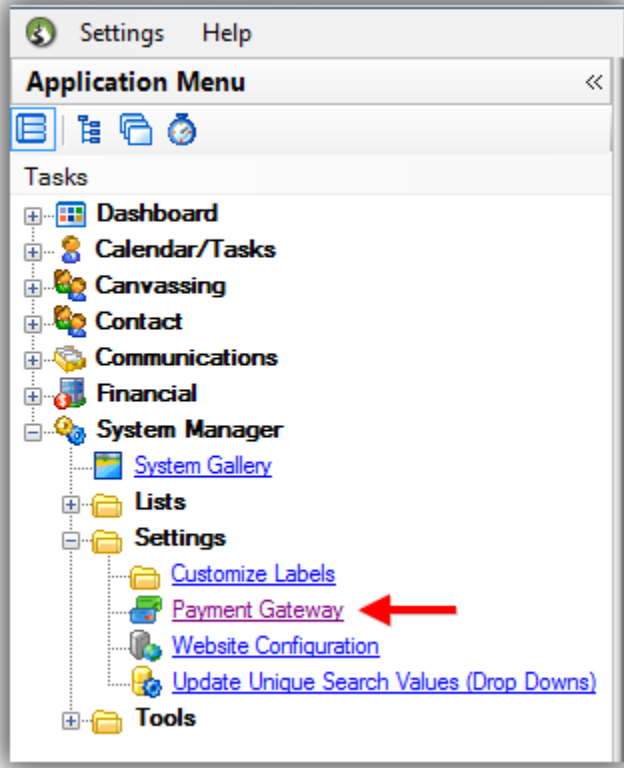 Settings Help
Application Menu
Tasks
Dashboard
Calendar/Tasks
Canvassing
Contact
Communications
Financial
System Manager
System Gallery
Lists
Settings
Customize Labels
Payment Gateway
Website Configuration
Update Unique Search Values (Drop Downs)
Tools